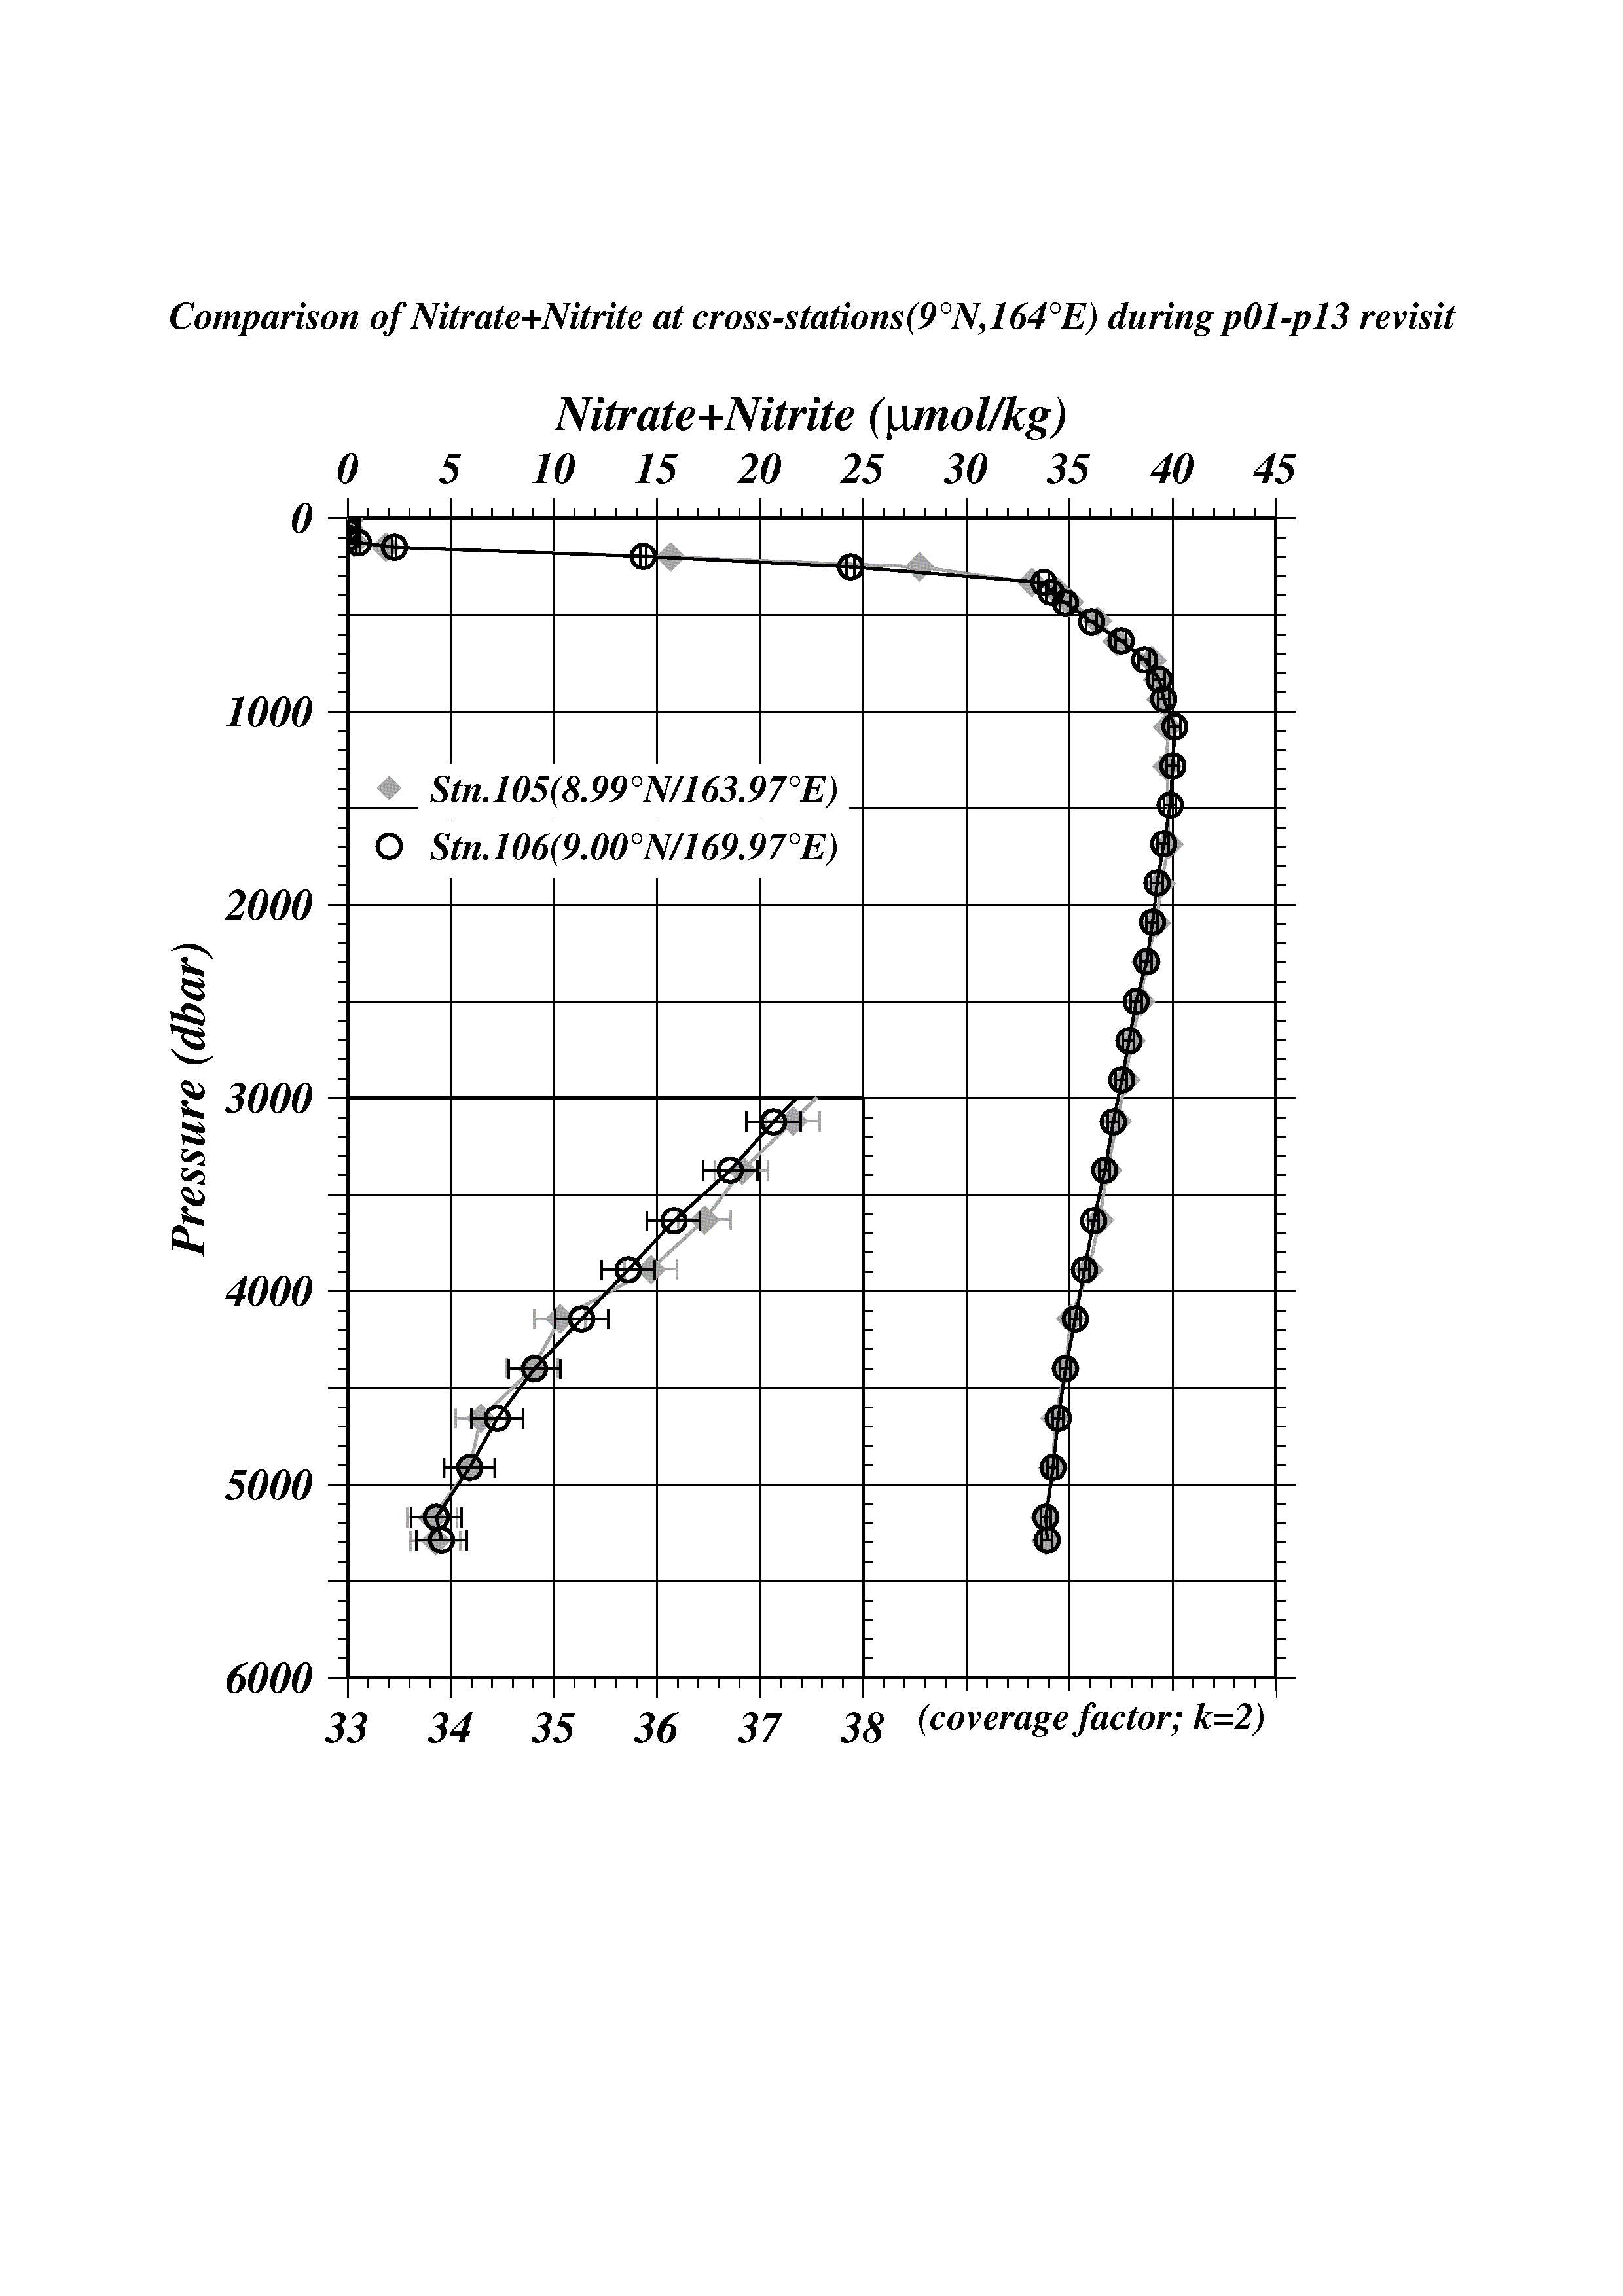 Comparison of Nitrate+Nitrite at cross-stations(9°N,164°E) during p01-p13 revisit
Nitrate+Nitrite (μmol/kg)
0 5 10 15 20 25 30 35 40 45
0
1000
Stn.105(8.99°N/163.97°E)
Stn.106(9.00°N/169.97°E)
2000
Pressure (dbar)
3000
4000
5000
6000
33 34 35 36 37 38 (coverage factor; k=2)